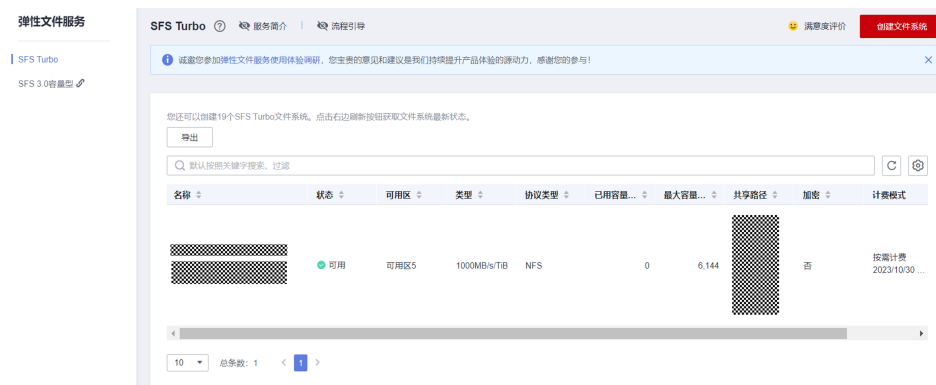 弹性文件服务
SFS Turbo
SFS 3.0容量型
SFS Turbo 服务简介 流程引导 满意度评价 创建文件系统
诚邀您参加弹性文件服务使用体验调研，您宝贵的意见和建议是我们持续提升产品体验的源动力，感谢您的参与！
您还可以创建19个SFS Turbo文件系统。点击右边刷新按钮获取文件系统最新状态。
导出
默认按照关键字搜索、过滤
名称 状态 可用区 类型 协议类型 已用容量... 最大容量... 共享路径 加密 计费模式
可用 可用区5 1000MB/s/TiB NFS 0 6,144 否 按需计费
2023/10/30 ...
10 总条数：1 1